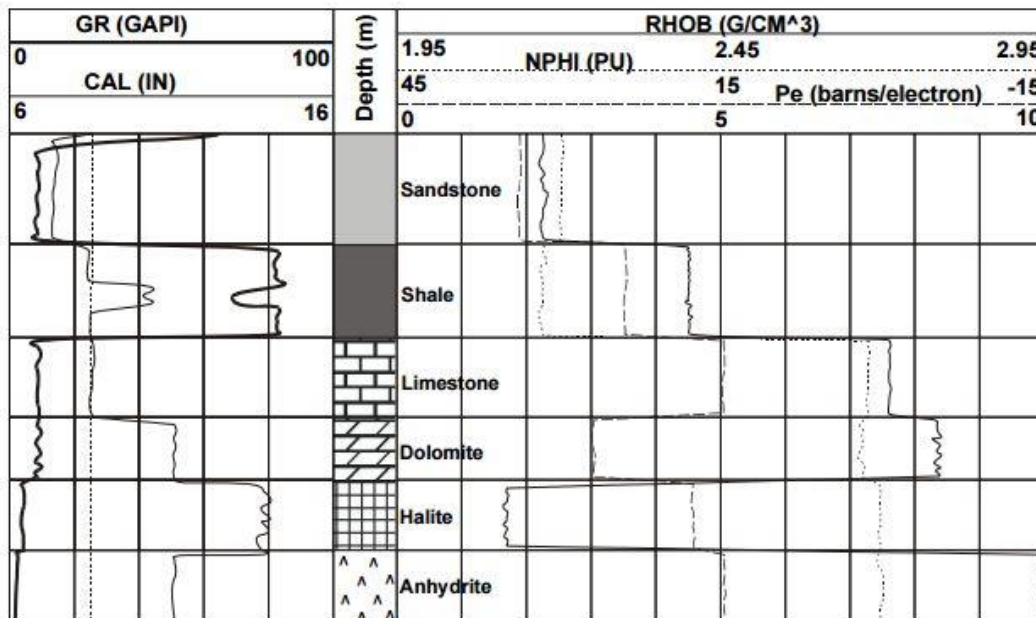 GR (GAPI)
0 100
CAL (IN)
6 16
Depth (m)
RHOB (G/CM^3)
1.95 2.45 2.95
NPHI (PU)
45 15 -15
Pe (barns/electron)
0 5 10
Sandstone
Shale
Limestone
Dolomite
Halite
Anhydrite